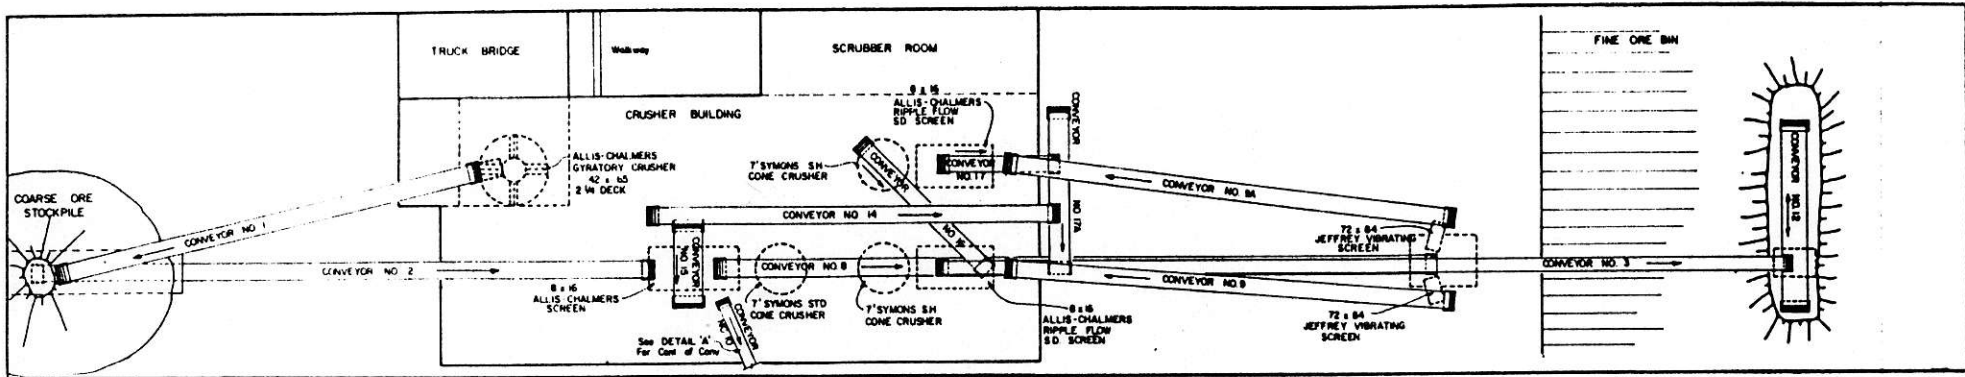 TRUCK BRIDGE
Walkway
SCRUBBER ROOM
FINE ORE BIN
8 x 16
ALLIS-CHALMERS
RIPPLE FLOW
S.D. SCREEN
CRUSHER BUILDING
CONVEYOR
NO. 17A
ALLIS-CHALMERS
GYRATORY CRUSHER
42 x 65
2 1/4 DECK
7' SYMONS SH
CONE CRUSHER
CONVEYOR
CONVEYOR
NO. 17
CONVEYOR NO. 9A
COARSE ORE
STOCKPILE
CONVEYOR NO. 14
CONVEYOR NO. 1
CONVEYOR
NO. 15
72 x 84
JEFFREY VIBRATING
SCREEN
CONVEYOR NO. 12
CONVEYOR NO. 2
CONVEYOR NO. 8
CONVEYOR NO. 3
CONVEYOR NO. 9
8 x 16
ALLIS-CHALMERS
SCREEN
7' SYMONS STD
CONE CRUSHER
7' SYMONS SH
CONE CRUSHER
8 x 16
ALLIS-CHALMERS
RIPPLE FLOW
S.D. SCREEN
72 x 84
JEFFREY VIBRATING
SCREEN
CONVEYOR
See DETAIL 'A'
For Cont of Conv